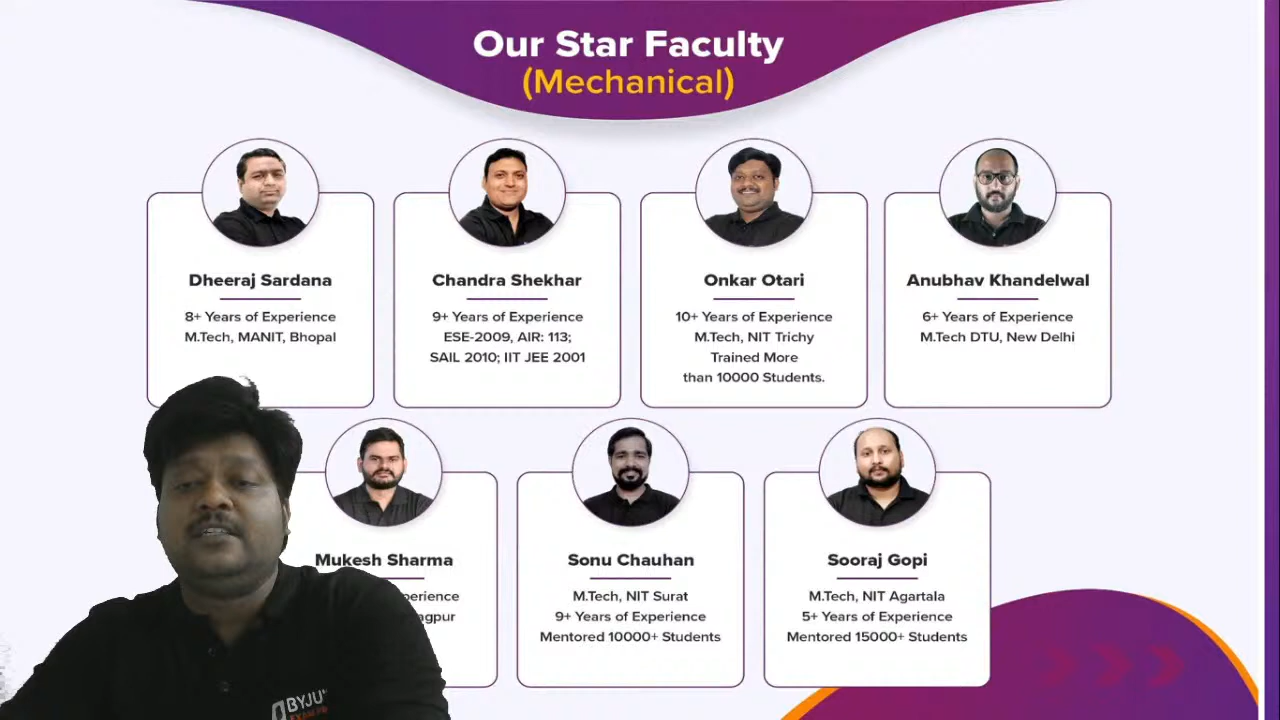 Our Star Faculty
(Mechanical)
Dheeraj Sardana
8+ Years of Experience
M.Tech, MANIT, Bhopal
Chandra Shekhar
9+ Years of Experience
ESE-2009, AIR: 113;
SAIL 2010; IIT JEE 2001
Onkar Otari
10+ Years of Experience
M.Tech, NIT Trichy
Trained More
than 10000 Students.
Anubhav Khandelwal
6+ Years of Experience
M.Tech DTU, New Delhi
Mukesh Sharma
Sonu Chauhan
M.Tech, NIT Surat
9+ Years of Experience
Mentored 10000+ Students
Sooraj Gopi
M.Tech, NIT Agartala
5+ Years of Experience
Mentored 15000+ Students
BYJU'